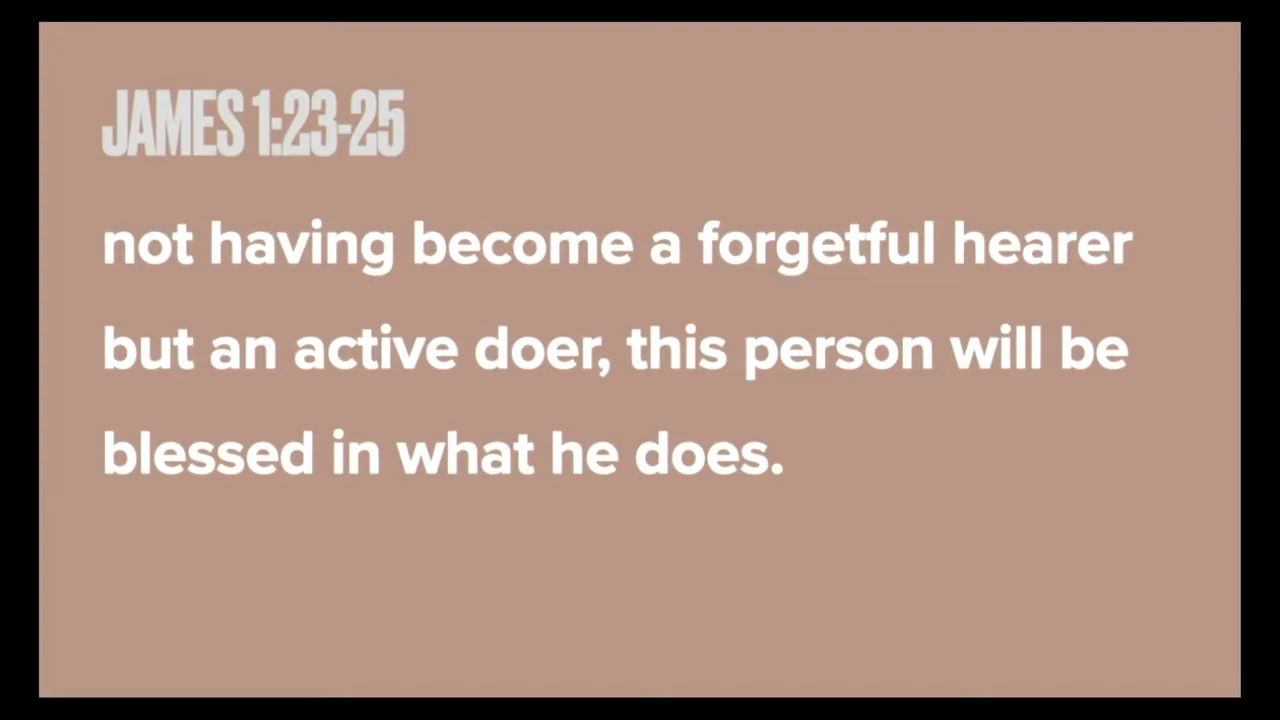 JAMES 1:23-25
not having become a forgetful hearer
but an active doer, this person will be
blessed in what he does.